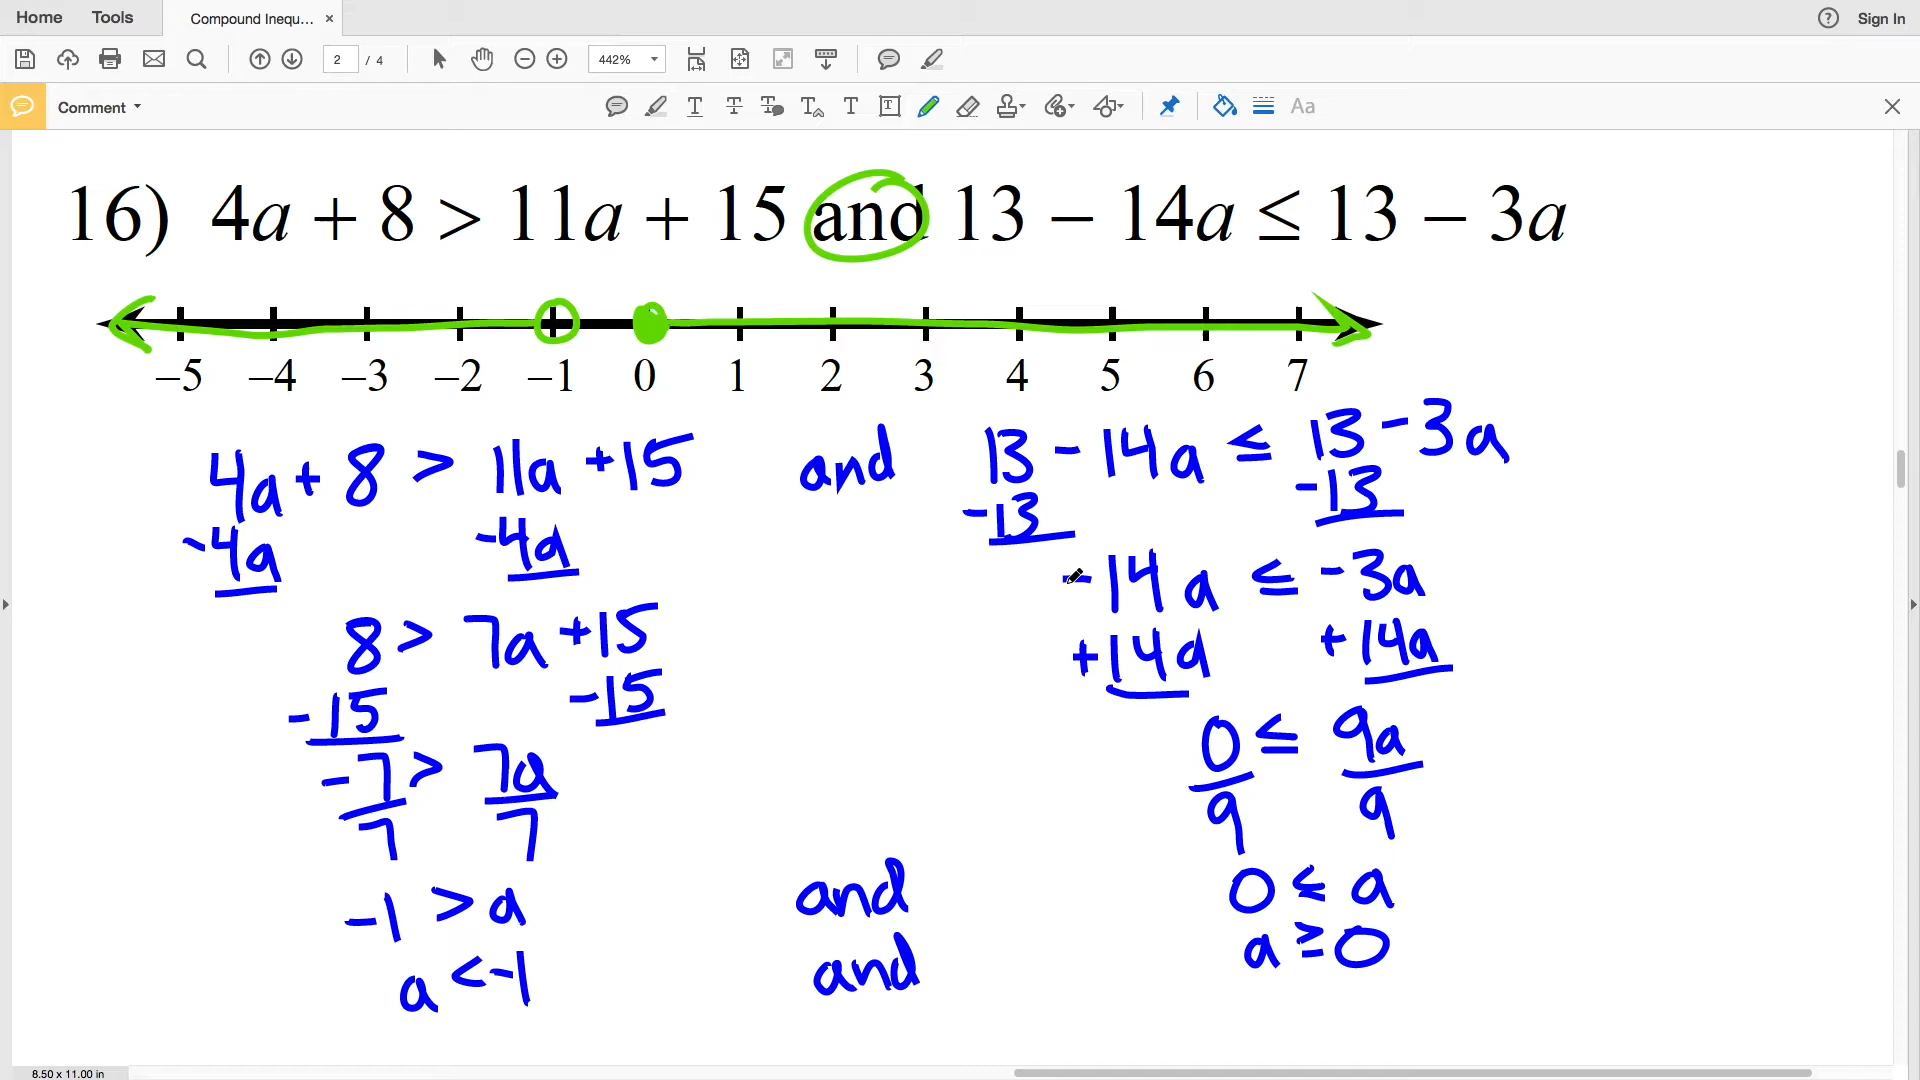 Home Tools Compound Inequ... × Sign In
2 / 4 442%
Comment Aa
16) 4a + 8 > 11a + 15 and 13 − 14a ≤ 13 − 3a
−5 −4 −3 −2 −1 0 1 2 3 4 5 6 7
4a + 8 > 11a + 15 and 13 - 14a ≤ 13 - 3a
-4a -4a -13 -13
-14a ≤ -3a
8 > 7a + 15 +14a +14a
-15 -15
0 ≤ 9a
-7 > 7a
9 9
7 7
-1 > a and 0 ≤ a
a < -1 and a ≥ 0
8.50 x 11.00 in